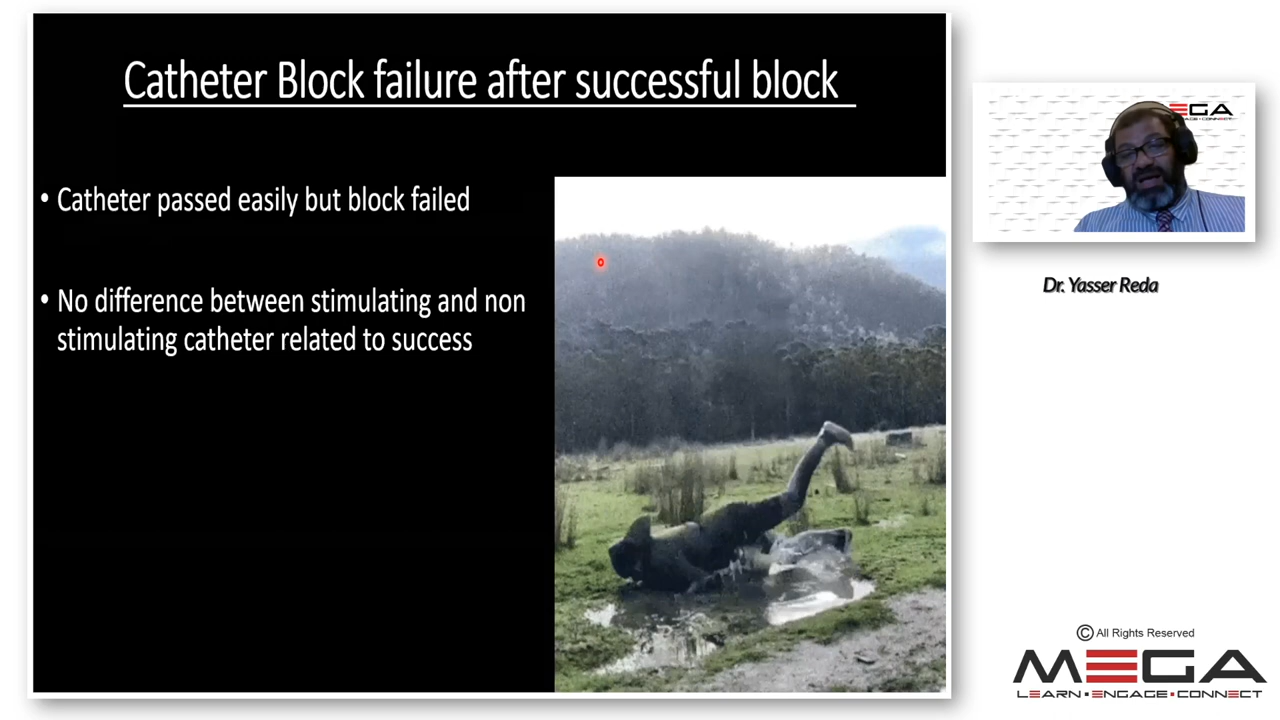 Catheter Block failure after successful block
• Catheter passed easily but block failed
• No difference between stimulating and non
stimulating catheter related to success
EGA
Dr. Yasser Reda
© All Rights Reserved
MEGA
LEARN • ENGAGE • CONNECT